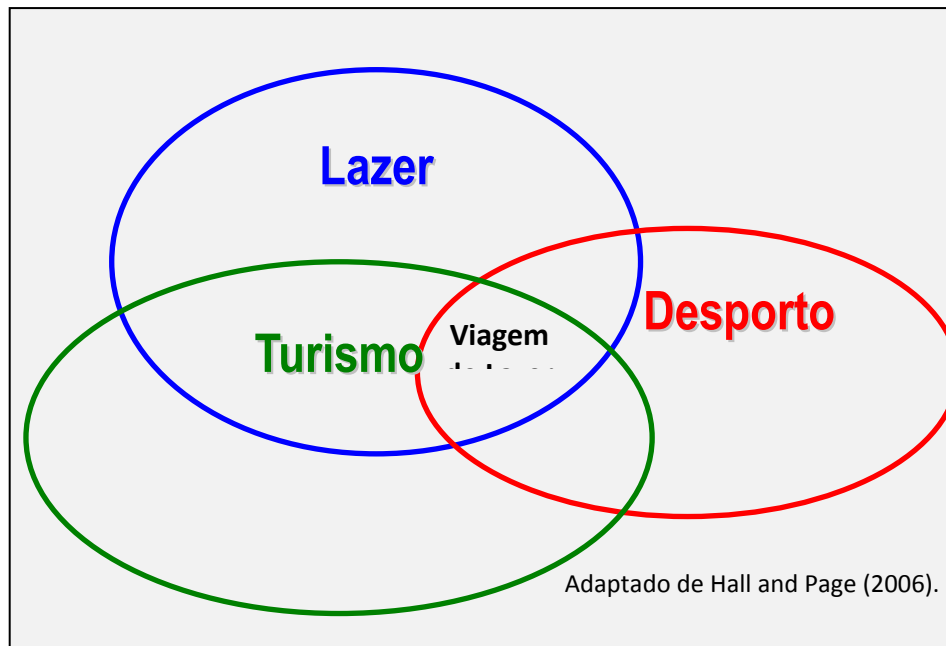 Lazer
Desporto
Viagem
Turismo
Adaptado de Hall and Page (2006).